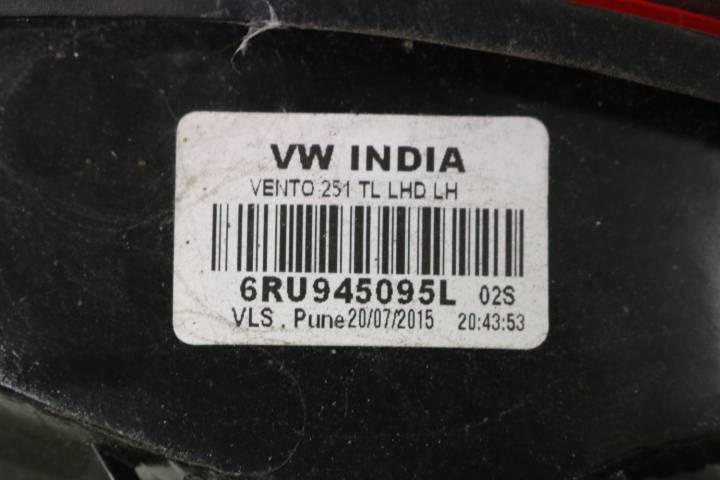 VW INDIA
VENTO 251 TL LHD LH
6RU945095L 02S
VLS . Pune 20/07/2015 20:43:53